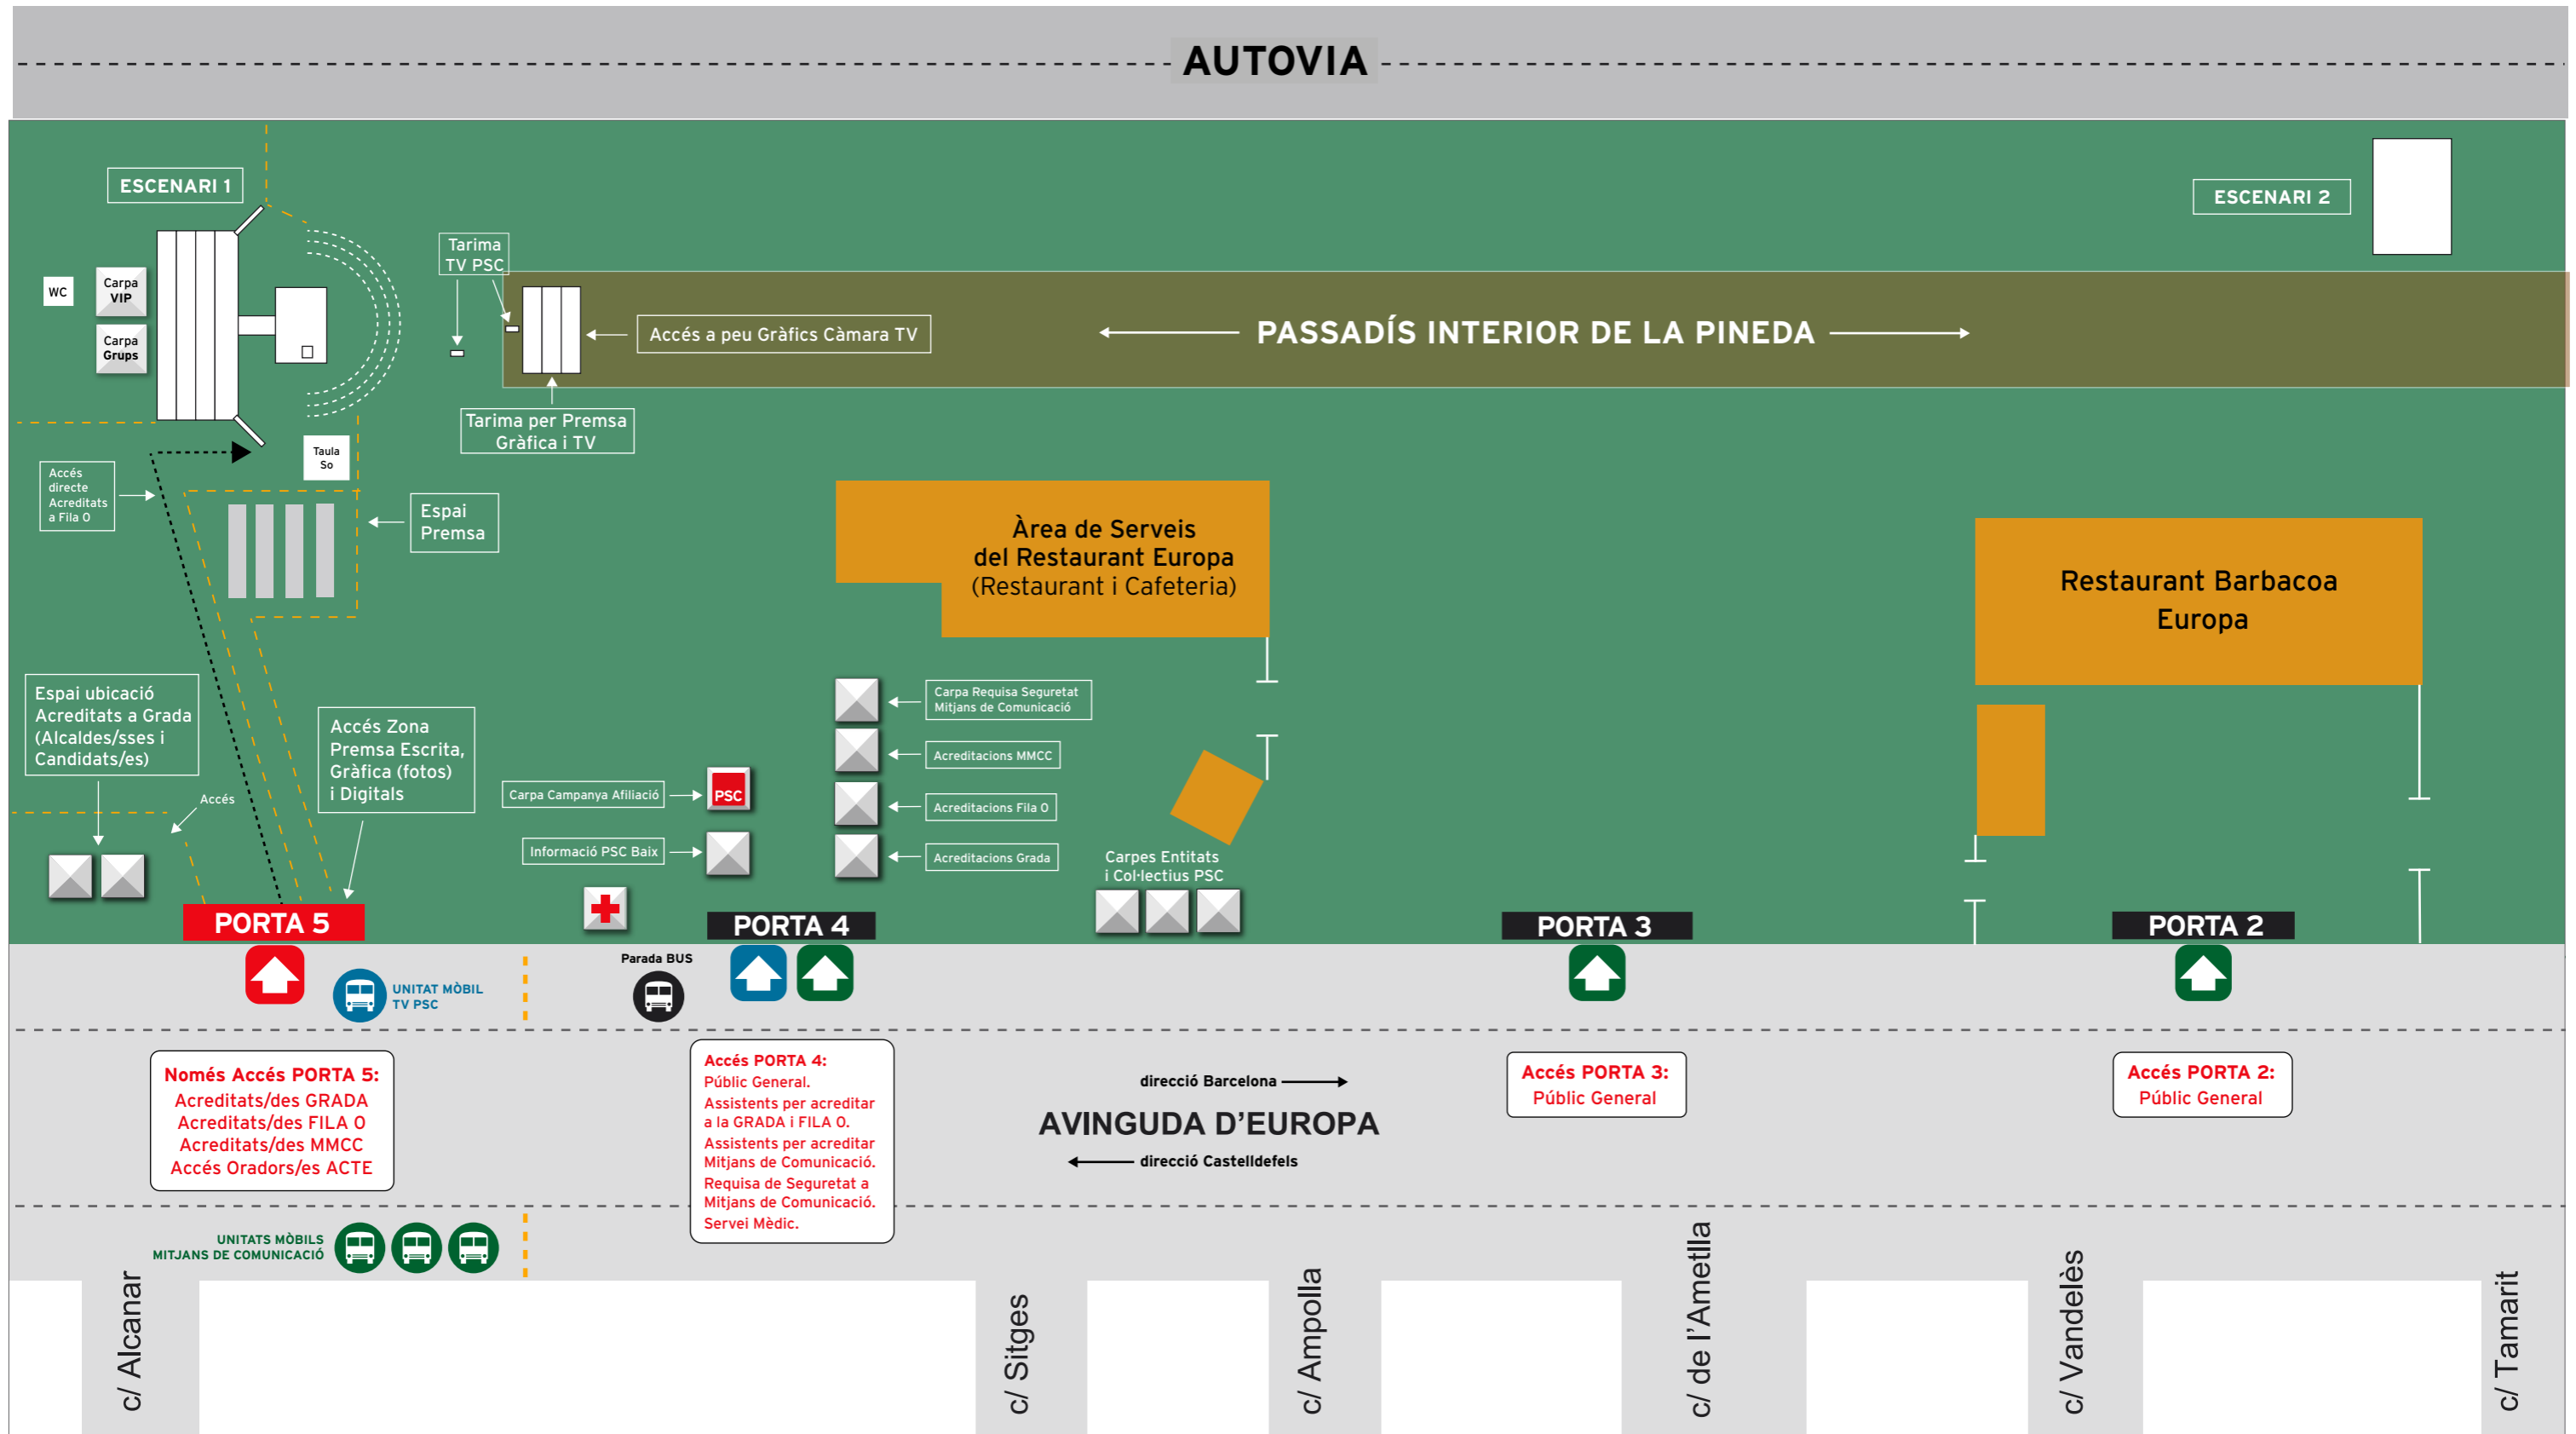 AUTOVIA
ESCENARI 1
ESCENARI 2
WC
Carpa
VIP
Carpa
Grups
Tarima
TV PSC
Accés a peu Gràfics Càmara TV
PASSADÍS INTERIOR DE LA PINEDA
Tarima per Premsa
Gràfica i TV
Taula
So
Accés
directe
Acreditats
a Fila 0
Espai
Premsa
Àrea de Serveis
del Restaurant Europa
(Restaurant i Cafeteria)
Restaurant Barbacoa
Europa
Espai ubicació
Acreditats a Grada
(Alcaldes/sses i
Candidats/es)
Accés
Accés Zona
Premsa Escrita,
Gràfica (fotos)
i Digitals
Carpa Requisa Seguretat
Mitjans de Comunicació
Acreditacions MMCC
Carpa Campanya Afiliació
PSC
Acreditacions Fila 0
Informació PSC Baix
Acreditacions Grada
Carpes Entitats
i Col·lectius PSC
PORTA 5
PORTA 4
PORTA 3
PORTA 2
UNITAT MÒBIL
TV PSC
Parada BUS
Només Accés PORTA 5:
Acreditats/des GRADA
Acreditats/des FILA 0
Acreditats/des MMCC
Accés Oradors/es ACTE
Accés PORTA 4:
Públic General.
Assistents per acreditar
a la GRADA i FILA 0.
Assistents per acreditar
Mitjans de Comunicació.
Requisa de Seguretat a
Mitjans de Comunicació.
Servei Mèdic.
direcció Barcelona
AVINGUDA D'EUROPA
direcció Castelldefels
Accés PORTA 3:
Públic General
Accés PORTA 2:
Públic General
UNITATS MÒBILS
MITJANS DE COMUNICACIÓ
c/ Alcanar
c/ Sitges
c/ Ampolla
c/ de l'Ametlla
c/ Vandelès
c/ Tamarit